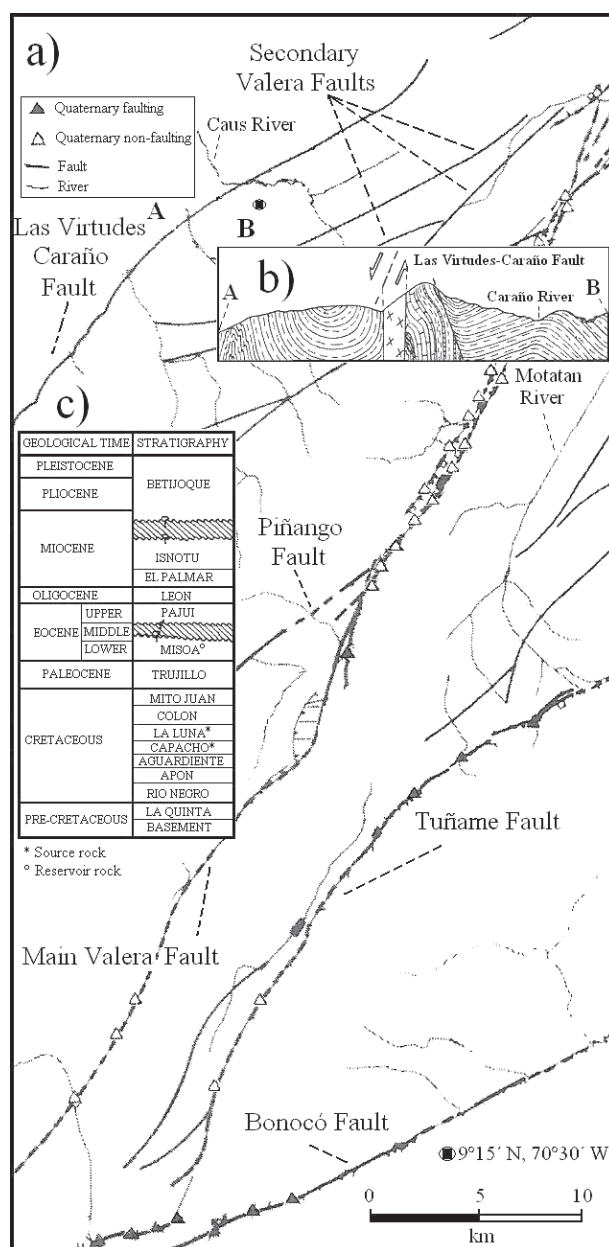 a)
Secondary
Valera Faults
Quaternary faulting
Quaternary non-faulting
Fault
River
Caus River
A
B
Las Virtudes
Caraño
Fault
b)
Las Virtudes-Caraño Fault
A
B
Caraño River
Motatan
River
c)
GEOLOGICAL TIME STRATIGRAPHY
PLEISTOCENE
BETIJOQUE
PLIOCENE
MIOCENE
ISNOTU
EL PALMAR
OLIGOCENE LEON
EOCENE UPPER PAJUI
MIDDLE
LOWER MISOA°
PALEOCENE TRUJILLO
CRETACEOUS
MITO JUAN
COLON
LA LUNA*
CAPACHO*
AGUARDIENTE
APON
RIO NEGRO
PRE-CRETACEOUS
LA QUINTA
BASEMENT
* Source rock
° Reservoir rock
Piñango
Fault
Tuñame Fault
Main Valera Fault
Bonocó Fault
9°15´ N, 70°30´ W
0 5 10
km